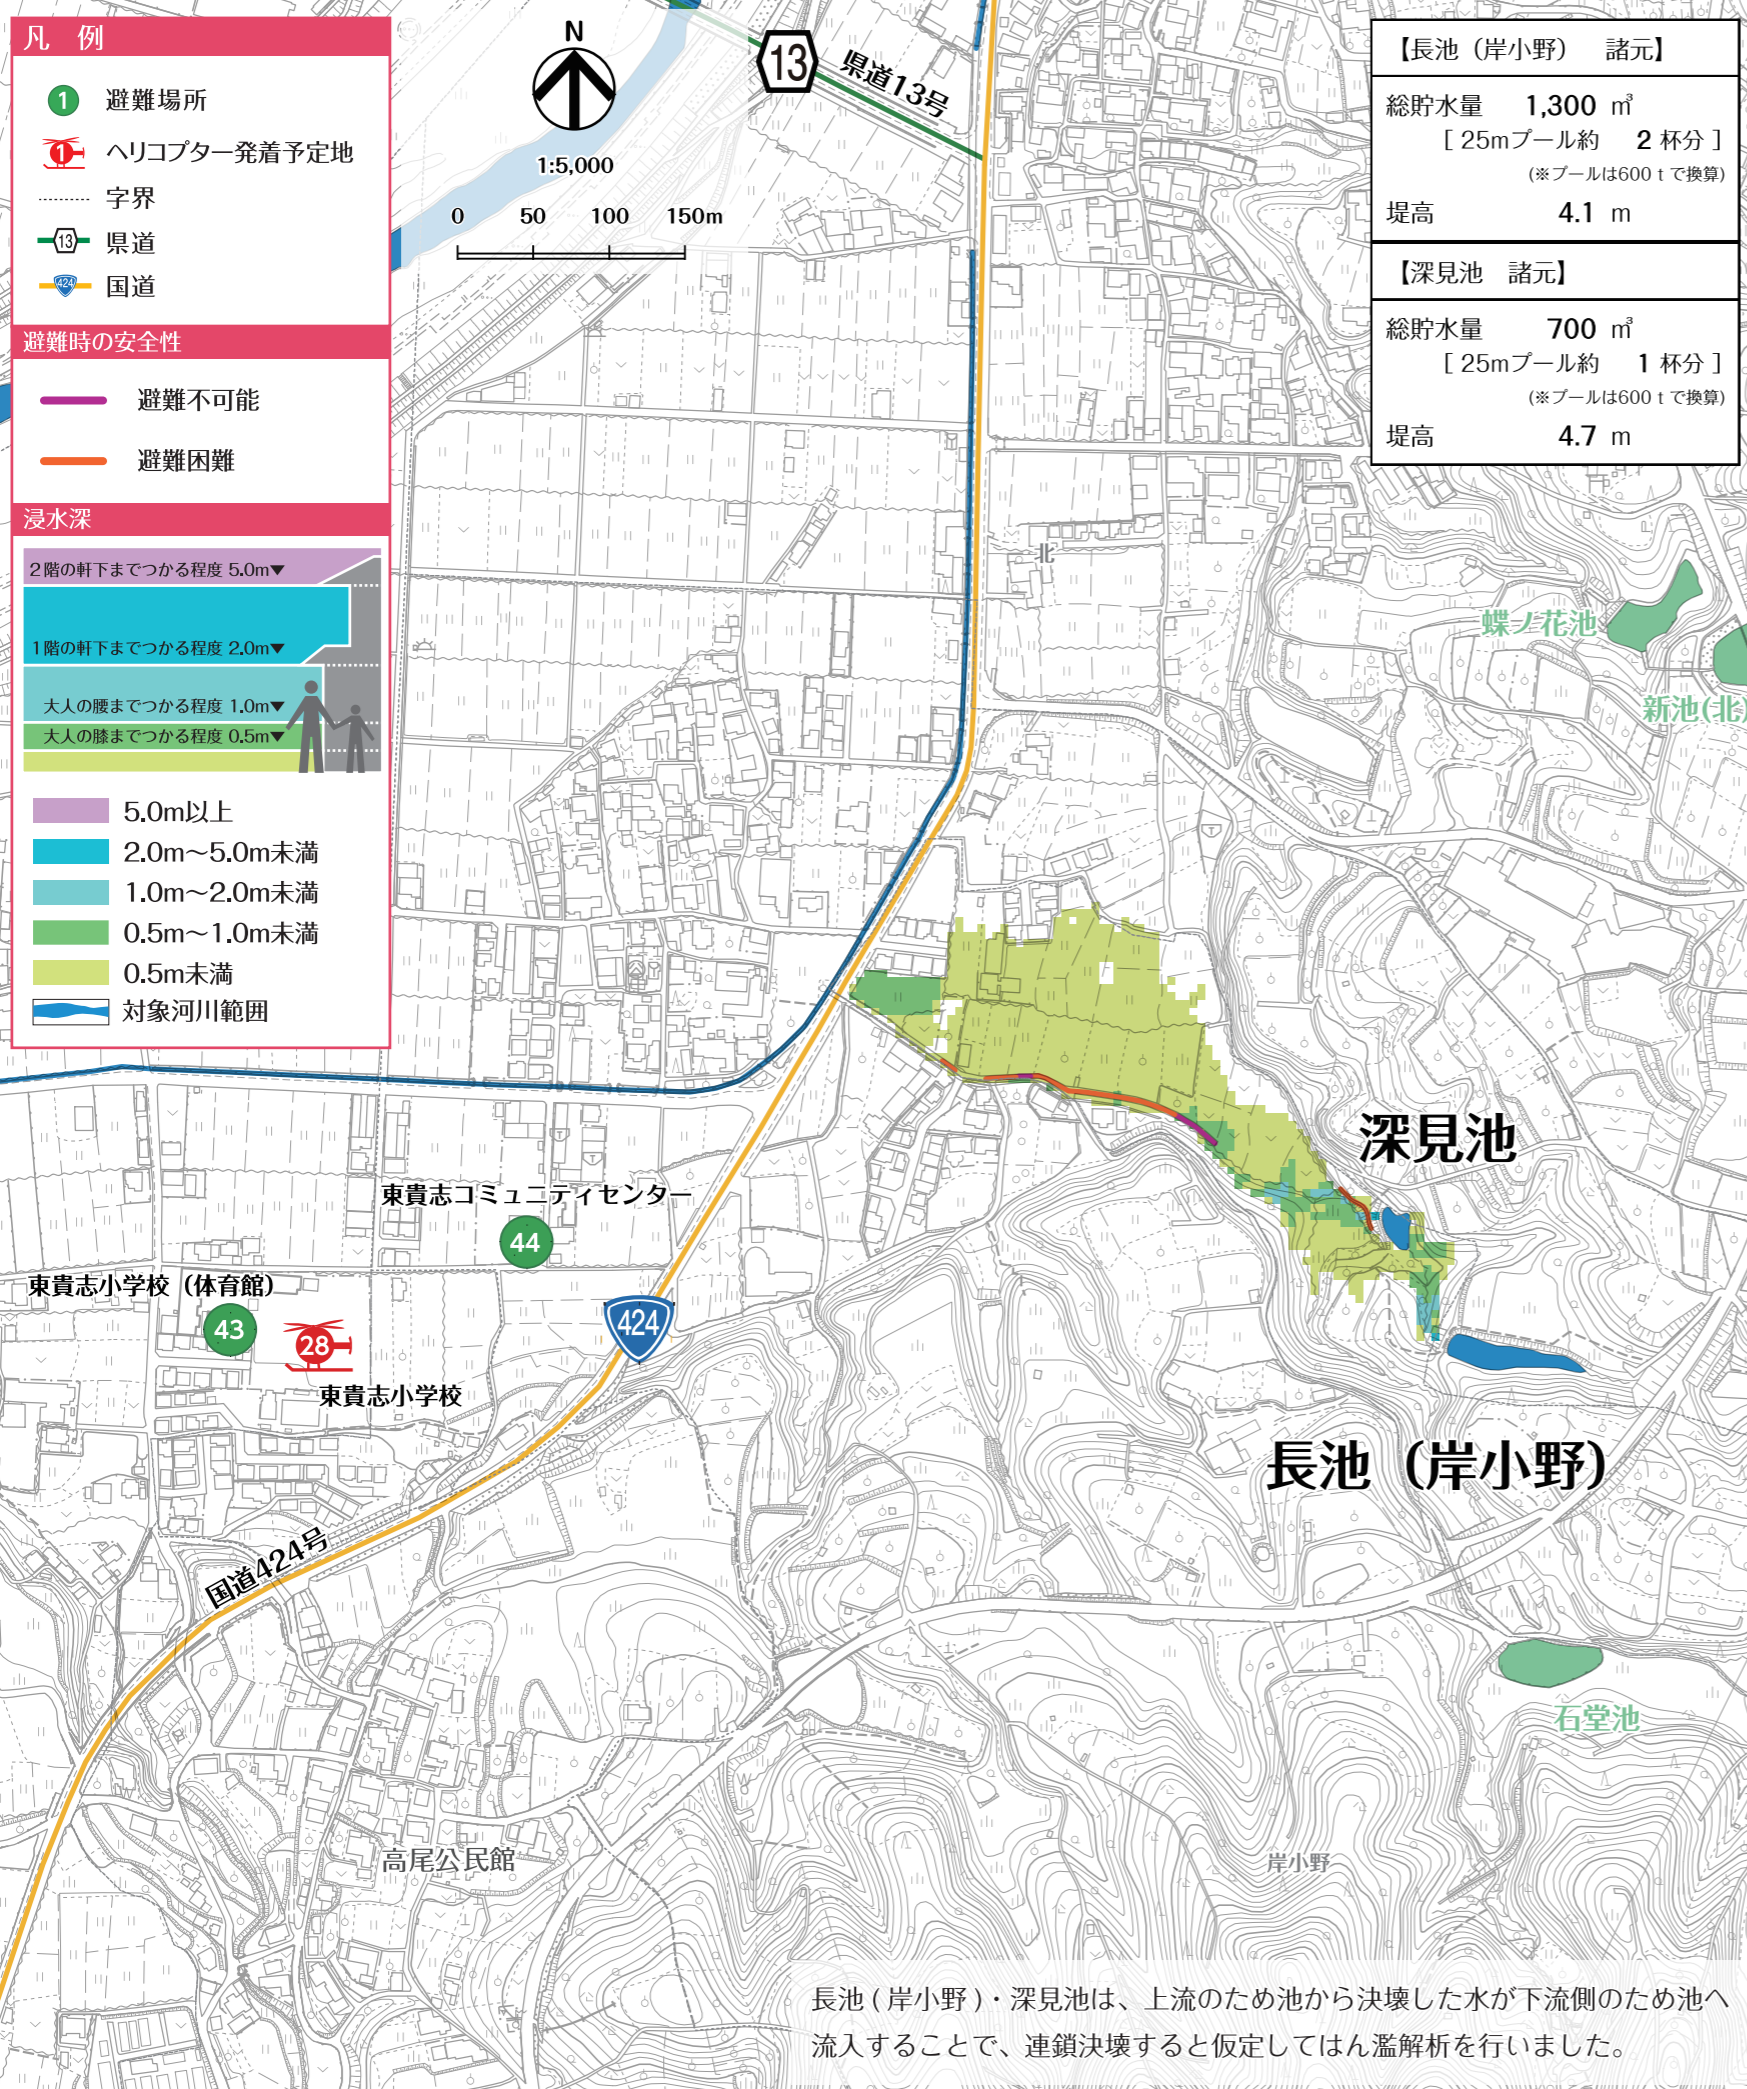 凡 例
1 避難場所
1 ヘリコプター発着予定地
字界
13 県道
424 国道
避難時の安全性
避難不可能
避難困難
浸水深
2階の軒下までつかる程度 5.0m▼
1階の軒下までつかる程度 2.0m▼
大人の腰までつかる程度 1.0m▼
大人の膝までつかる程度 0.5m▼
5.0m以上
2.0m～5.0m未満
1.0m～2.0m未満
0.5m～1.0m未満
0.5m未満
対象河川範囲
N
1:5,000
0 50 100 150m
13
県道13号
【長池（岸小野） 諸元】
総貯水量 1,300 ㎥
[ 25mプール約 2 杯分 ]
(※プールは600 t で換算)
堤高 4.1 m
【深見池 諸元】
総貯水量 700 ㎥
[ 25mプール約 1 杯分 ]
(※プールは600 t で換算)
堤高 4.7 m
北
蝶ノ花池
新池(北)
深見池
東貴志コミュニティセンター
44
東貴志小学校（体育館）
43
28
東貴志小学校
424
長池（岸小野）
国道424号
石堂池
高尾公民館
岸小野
長池 ( 岸小野 )・深見池は、上流のため池から決壊した水が下流側のため池へ
流入することで、連鎖決壊すると仮定してはん濫解析を行いました。